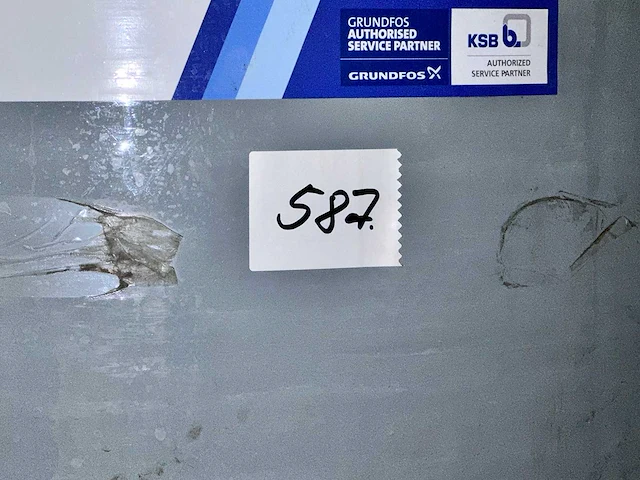 GRUNDFOS
AUTHORISED
SERVICE PARTNER
GRUNDFOS
KSB b.
AUTHORIZED
SERVICE PARTNER
587.